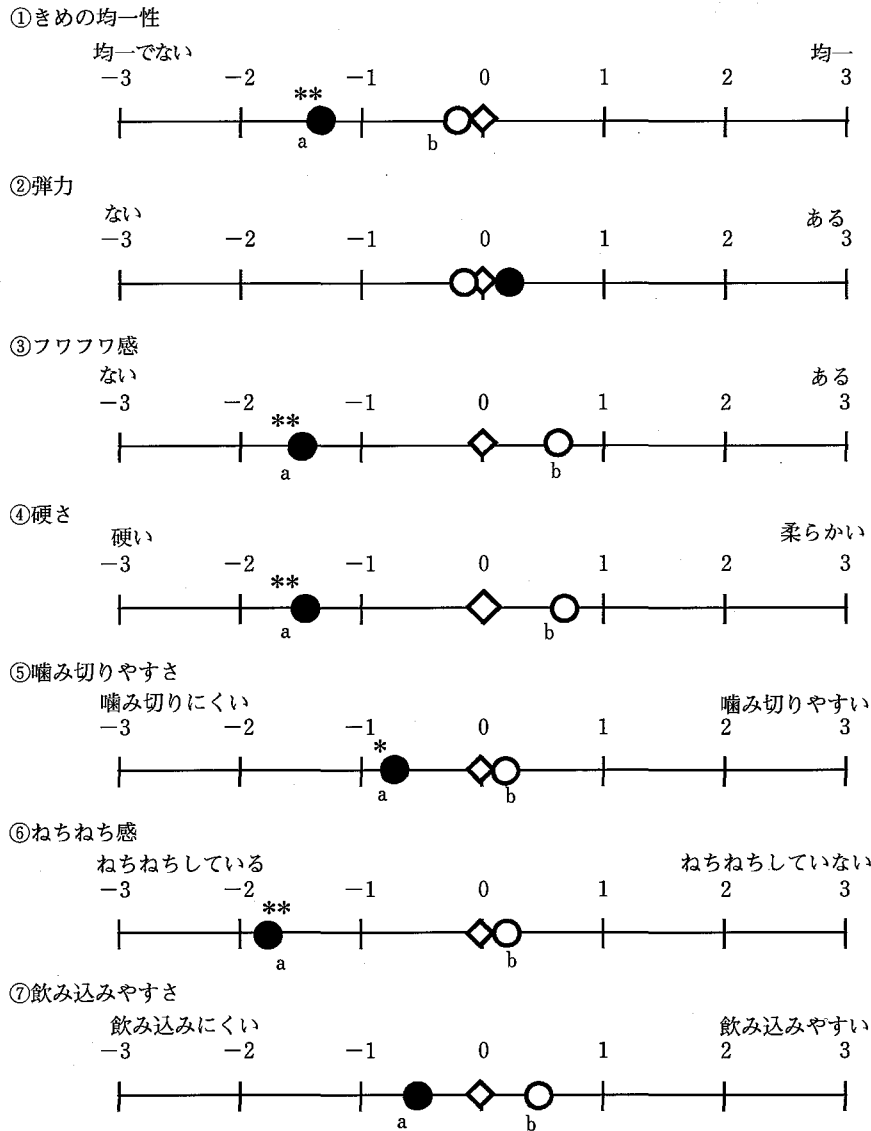 ①きめの均一性
均一でない 均一
−3 −2 −1 0 1 2 3
**
a b
②弾力
ない ある
−3 −2 −1 0 1 2 3
③フワフワ感
ない ある
−3 −2 −1 0 1 2 3
**
a b
④硬さ
硬い 柔らかい
−3 −2 −1 0 1 2 3
**
a b
⑤噛み切りやすさ
噛み切りにくい 噛み切りやすい
−3 −2 −1 0 1 2 3
*
a b
⑥ねちねち感
ねちねちしている ねちねちしていない
−3 −2 −1 0 1 2 3
**
a b
⑦飲み込みやすさ
飲み込みにくい 飲み込みやすい
−3 −2 −1 0 1 2 3
a b